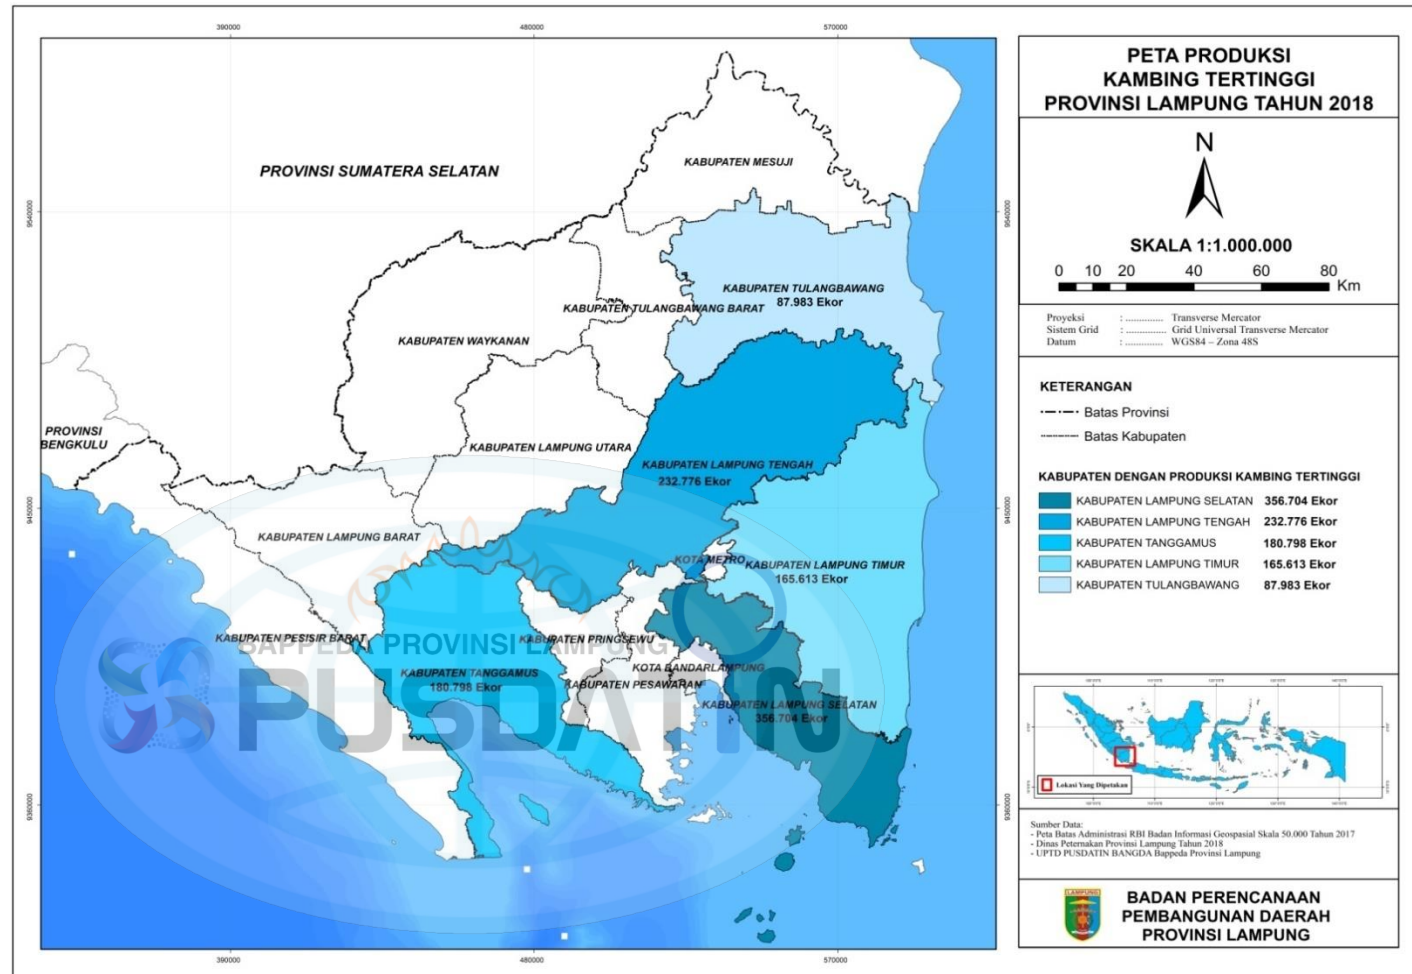 PETA PRODUKSI
KAMBING TERTINGGI
PROVINSI LAMPUNG TAHUN 2018
N
SKALA 1:1.000.000
0 10 20 40 60 80 Km
Proyeksi : ............... Transverse Mercator
Sistem Grid : ................ Grid Universal Transverse Mercator
Datum : ............... WGS84 – Zona 48S
KETERANGAN
Batas Provinsi
Batas Kabupaten
KABUPATEN DENGAN PRODUKSI KAMBING TERTINGGI
KABUPATEN LAMPUNG SELATAN 356.704 Ekor
KABUPATEN LAMPUNG TENGAH 232.776 Ekor
KABUPATEN TANGGAMUS 180.798 Ekor
KABUPATEN LAMPUNG TIMUR 165.613 Ekor
KABUPATEN TULANGBAWANG 87.983 Ekor
Lokasi Yang Dipetakan
Sumber Data:
- Peta Batas Administrasi RBI Badan Informasi Geospasial Skala 50.000 Tahun 2017
- Dinas Peternakan Provinsi Lampung Tahun 2018
- UPTD PUSDATIN BANGDA Bappeda Provinsi Lampung
LAMPUNG
BADAN PERENCANAAN
PEMBANGUNAN DAERAH
PROVINSI LAMPUNG
390000 480000 570000
KABUPATEN MESUJI
PROVINSI SUMATERA SELATAN
9540000 9540000
KABUPATEN TULANGBAWANG
87.983 Ekor
KABUPATEN TULANGBAWANG BARAT
KABUPATEN WAYKANAN
PROVINSI
BENGKULU
KABUPATEN LAMPUNG UTARA
KABUPATEN LAMPUNG TENGAH
232.776 Ekor
9450000 9450000
KABUPATEN LAMPUNG BARAT
KOTA METRO
KABUPATEN LAMPUNG TIMUR
165.613 Ekor
KABUPATEN PESISIR BARAT
KABUPATEN PRINGSEWU
BAPPEDA PROVINSI LAMPUNG
PUSDATIN
KOTA BANDARLAMPUNG
KABUPATEN TANGGAMUS
180.798 Ekor
KABUPATEN PESAWARAN
KABUPATEN LAMPUNG SELATAN
356.704 Ekor
9360000 9360000
390000 480000 570000